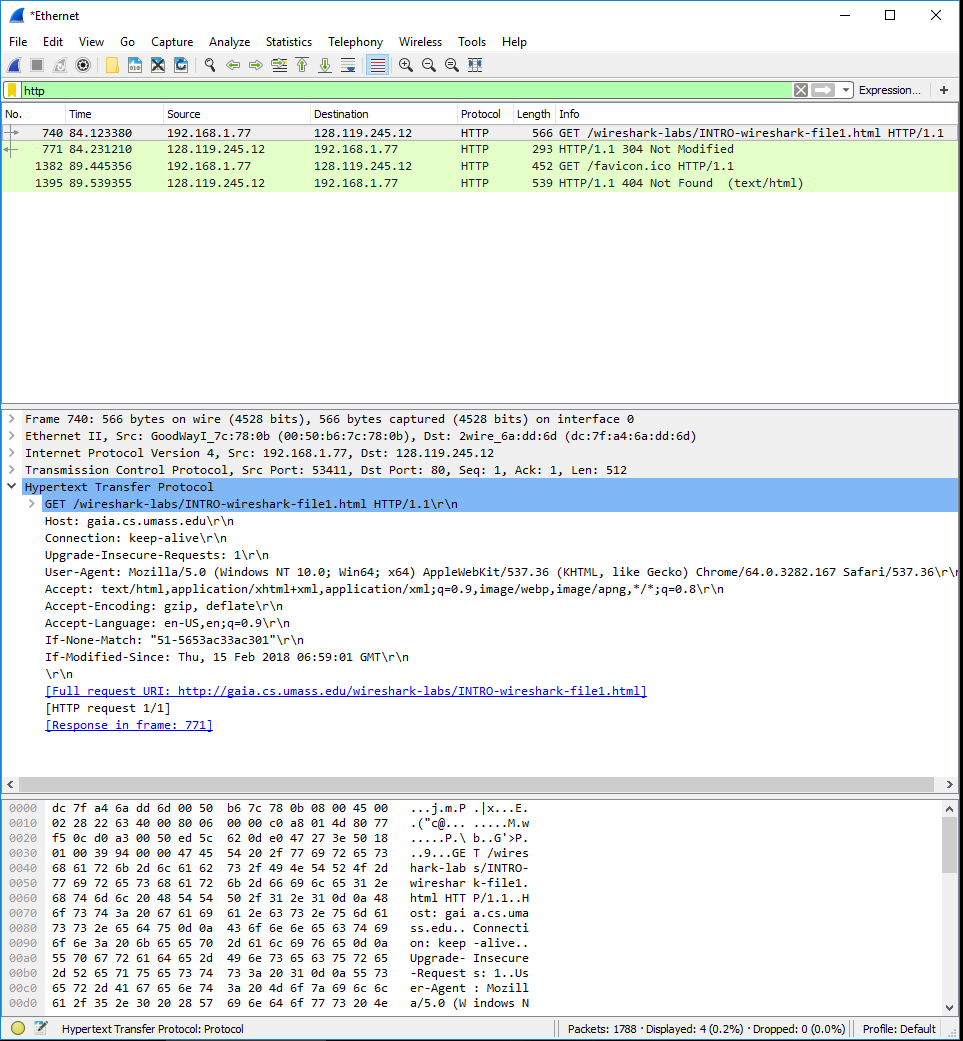 *Ethernet
File Edit View Go Capture Analyze Statistics Telephony Wireless Tools Help
http
Expression...
+
No. Time Source Destination Protocol Length Info
740 84.123380 192.168.1.77 128.119.245.12 HTTP 566 GET /wireshark-labs/INTRO-wireshark-file1.html HTTP/1.1
771 84.231210 128.119.245.12 192.168.1.77 HTTP 293 HTTP/1.1 304 Not Modified
1382 89.445356 192.168.1.77 128.119.245.12 HTTP 452 GET /favicon.ico HTTP/1.1
1395 89.539355 128.119.245.12 192.168.1.77 HTTP 539 HTTP/1.1 404 Not Found  (text/html)
Frame 740: 566 bytes on wire (4528 bits), 566 bytes captured (4528 bits) on interface 0
Ethernet II, Src: GoodWayI_7c:78:0b (00:50:b6:7c:78:0b), Dst: 2wire_6a:dd:6d (dc:7f:a4:6a:dd:6d)
Internet Protocol Version 4, Src: 192.168.1.77, Dst: 128.119.245.12
Transmission Control Protocol, Src Port: 53411, Dst Port: 80, Seq: 1, Ack: 1, Len: 512
Hypertext Transfer Protocol
GET /wireshark-labs/INTRO-wireshark-file1.html HTTP/1.1\r\n
Host: gaia.cs.umass.edu\r\n
Connection: keep-alive\r\n
Upgrade-Insecure-Requests: 1\r\n
User-Agent: Mozilla/5.0 (Windows NT 10.0; Win64; x64) AppleWebKit/537.36 (KHTML, like Gecko) Chrome/64.0.3282.167 Safari/537.36\r\n
Accept: text/html,application/xhtml+xml,application/xml;q=0.9,image/webp,image/apng,*/*;q=0.8\r\n
Accept-Encoding: gzip, deflate\r\n
Accept-Language: en-US,en;q=0.9\r\n
If-None-Match: "51-5653ac33ac301"\r\n
If-Modified-Since: Thu, 15 Feb 2018 06:59:01 GMT\r\n
\r\n
[Full request URI: http://gaia.cs.umass.edu/wireshark-labs/INTRO-wireshark-file1.html]
[HTTP request 1/1]
[Response in frame: 771]
0000 dc 7f a4 6a dd 6d 00 50 b6 7c 78 0b 08 00 45 00 ...j.m.P .|x...E.
0010 02 28 22 63 40 00 80 06 00 00 c0 a8 01 4d 80 77 .("c@... .....M.w
0020 f5 0c d0 a3 00 50 ed 5c 62 0d e0 47 27 3e 50 18 .....P.\ b..G'>P.
0030 01 00 39 94 00 00 47 45 54 20 2f 77 69 72 65 73 ..9...GE T /wires
0040 68 61 72 6b 2d 6c 61 62 73 2f 49 4e 54 52 4f 2d hark-lab s/INTRO-
0050 77 69 72 65 73 68 61 72 6b 2d 66 69 6c 65 31 2e wireshar k-file1.
0060 68 74 6d 6c 20 48 54 54 50 2f 31 2e 31 0d 0a 48 html HTT P/1.1..H
0070 6f 73 74 3a 20 67 61 69 61 2e 63 73 2e 75 6d 61 ost: gai a.cs.uma
0080 73 73 2e 65 64 75 0d 0a 43 6f 6e 6e 65 63 74 69 ss.edu.. Connecti
0090 6f 6e 3a 20 6b 65 65 70 2d 61 6c 69 76 65 0d 0a on: keep -alive..
00a0 55 70 67 72 61 64 65 2d 49 6e 73 65 63 75 72 65 Upgrade- Insecure
00b0 2d 52 65 71 75 65 73 74 73 3a 20 31 0d 0a 55 73 -Request s: 1..Us
00c0 65 72 2d 41 67 65 6e 74 3a 20 4d 6f 7a 69 6c 6c er-Agent : Mozill
00d0 61 2f 35 2e 30 20 28 57 69 6e 64 6f 77 73 20 4e a/5.0 (W indows N
Hypertext Transfer Protocol: Protocol
Packets: 1788 · Displayed: 4 (0.2%) · Dropped: 0 (0.0%)
Profile: Default